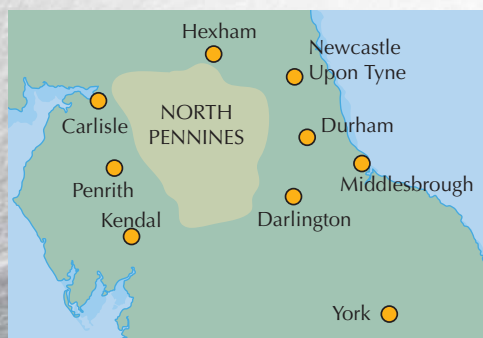 Hexham
Newcastle
Upon Tyne
NORTH
PENNINES
Carlisle
Durham
Penrith
Middlesbrough
Kendal
Darlington
York